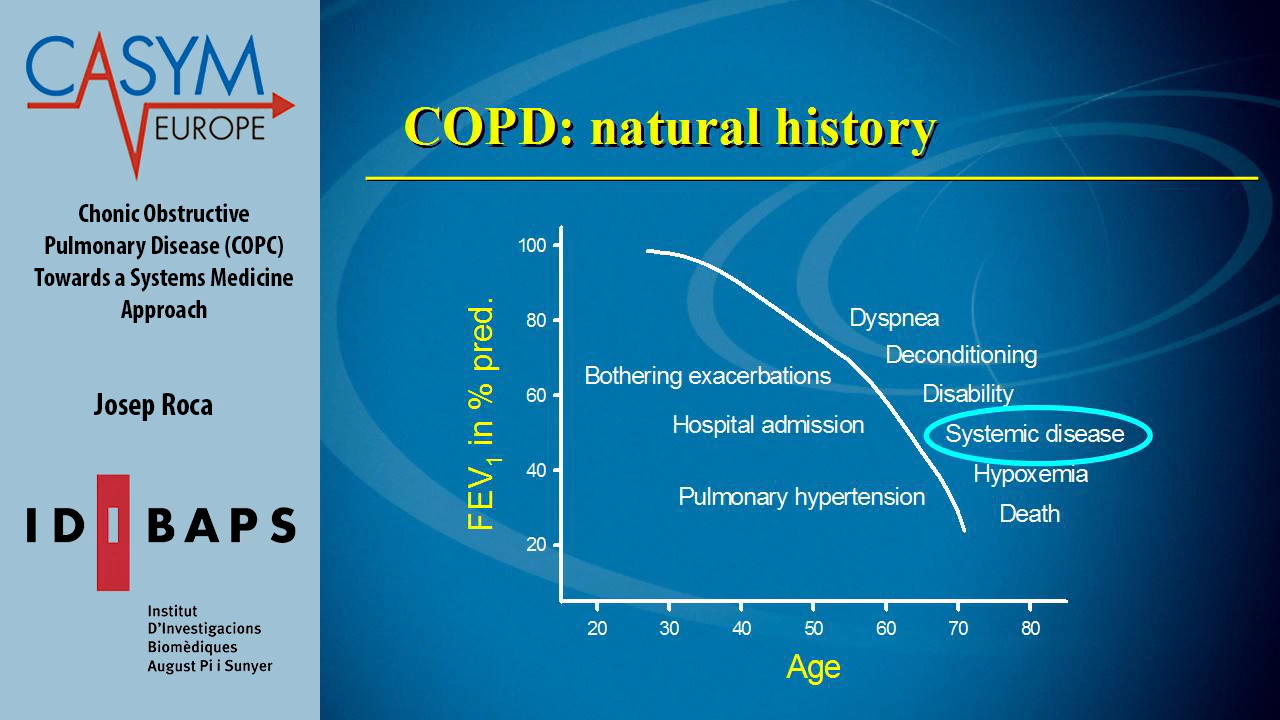 CASYM
EUROPE
Chonic Obstructive
Pulmonary Disease (COPC)
Towards a Systems Medicine
Approach
Josep Roca
IDIBAPS
Institut
D'Investigacions
Biomèdiques
August Pi i Sunyer
COPD: natural history
FEV1 in % pred.
100
80
60
40
20
Dyspnea
Deconditioning
Bothering exacerbations
Disability
Hospital admission
Systemic disease
Hypoxemia
Pulmonary hypertension
Death
20 30 40 50 60 70 80
Age